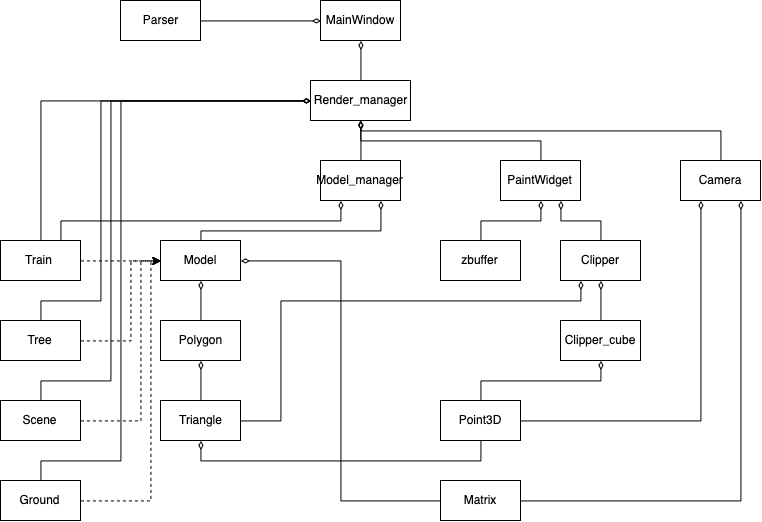 Parser
MainWindow
Render_manager
Model_manager
PaintWidget
Camera
Train
Model
zbuffer
Clipper
Tree
Polygon
Clipper_cube
Scene
Triangle
Point3D
Ground
Matrix